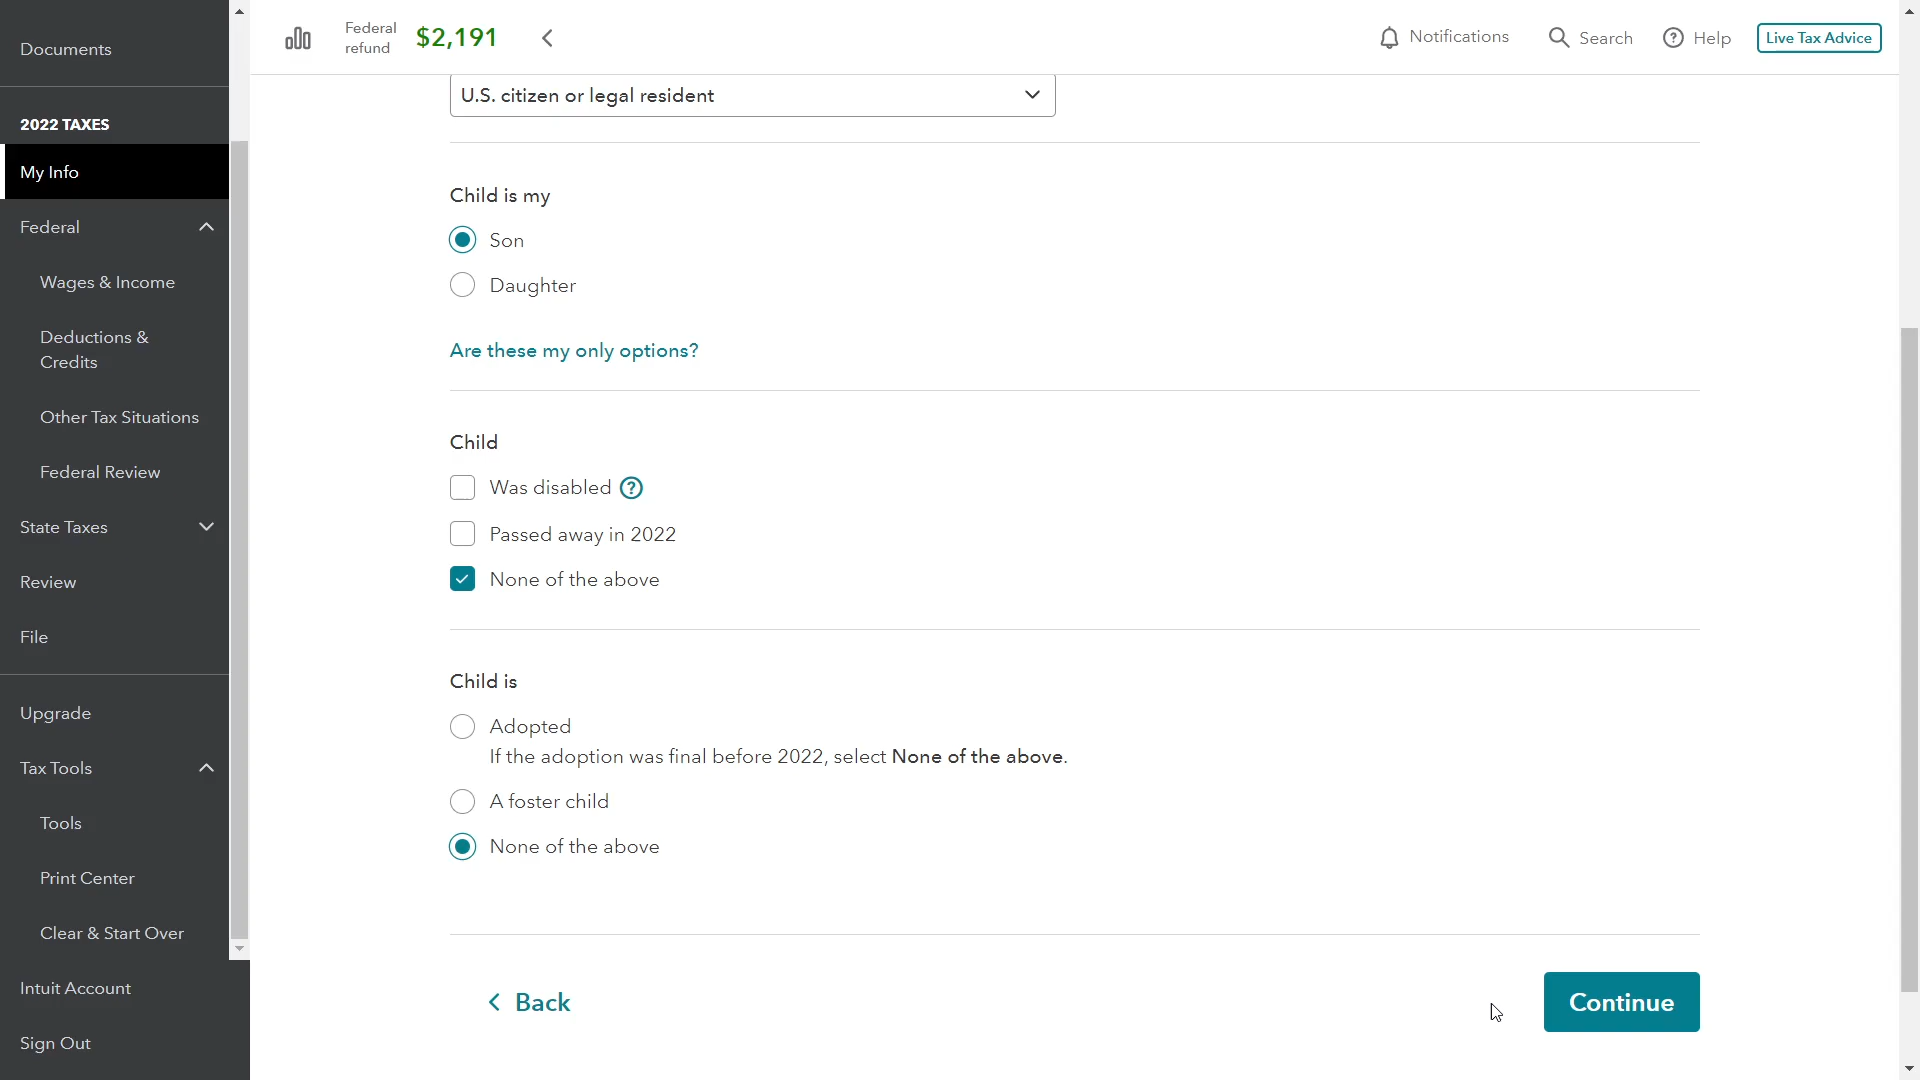 Documents
2022 TAXES
My Info
Federal
Wages & Income
Deductions &
Credits
Other Tax Situations
Federal Review
State Taxes
Review
File
Upgrade
Tax Tools
Tools
Print Center
Clear & Start Over
Intuit Account
Sign Out
Federal
refund
$2,191
Notifications
Search
Help
Live Tax Advice
U.S. citizen or legal resident
Child is my
Son
Daughter
Are these my only options?
Child
Was disabled ?
Passed away in 2022
None of the above
Child is
Adopted
If the adoption was final before 2022, select None of the above.
A foster child
None of the above
Back
Continue